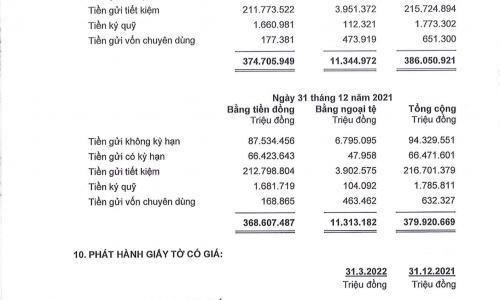 Tiền gửi tiết kiệm 211.773.522 3.951.372 215.724.894
Tiền ký quỹ 1.660.981 112.321 1.773.302
Tiền gửi vốn chuyên dùng 177.381 473.919 651.300
374.705.949 11.344.972 386.050.921
Ngày 31 tháng 12 năm 2021
Bằng tiền đồng Bằng ngoại tệ Tổng cộng
Triệu đồng Triệu đồng Triệu đồng
Tiền gửi không kỳ hạn 87.534.456 6.795.095 94.329.551
Tiền gửi có kỳ hạn 66.423.643 47.958 66.471.601
Tiền gửi tiết kiệm 212.798.804 3.902.575 216.701.379
Tiền ký quỹ 1.681.719 104.092 1.785.811
Tiền gửi vốn chuyên dùng 168.865 463.462 632.327
368.607.487 11.313.182 379.920.669
10. PHÁT HÀNH GIẤY TỜ CÓ GIÁ:
31.3.2022 31.12.2021
Triệu đồng Triệu đồng